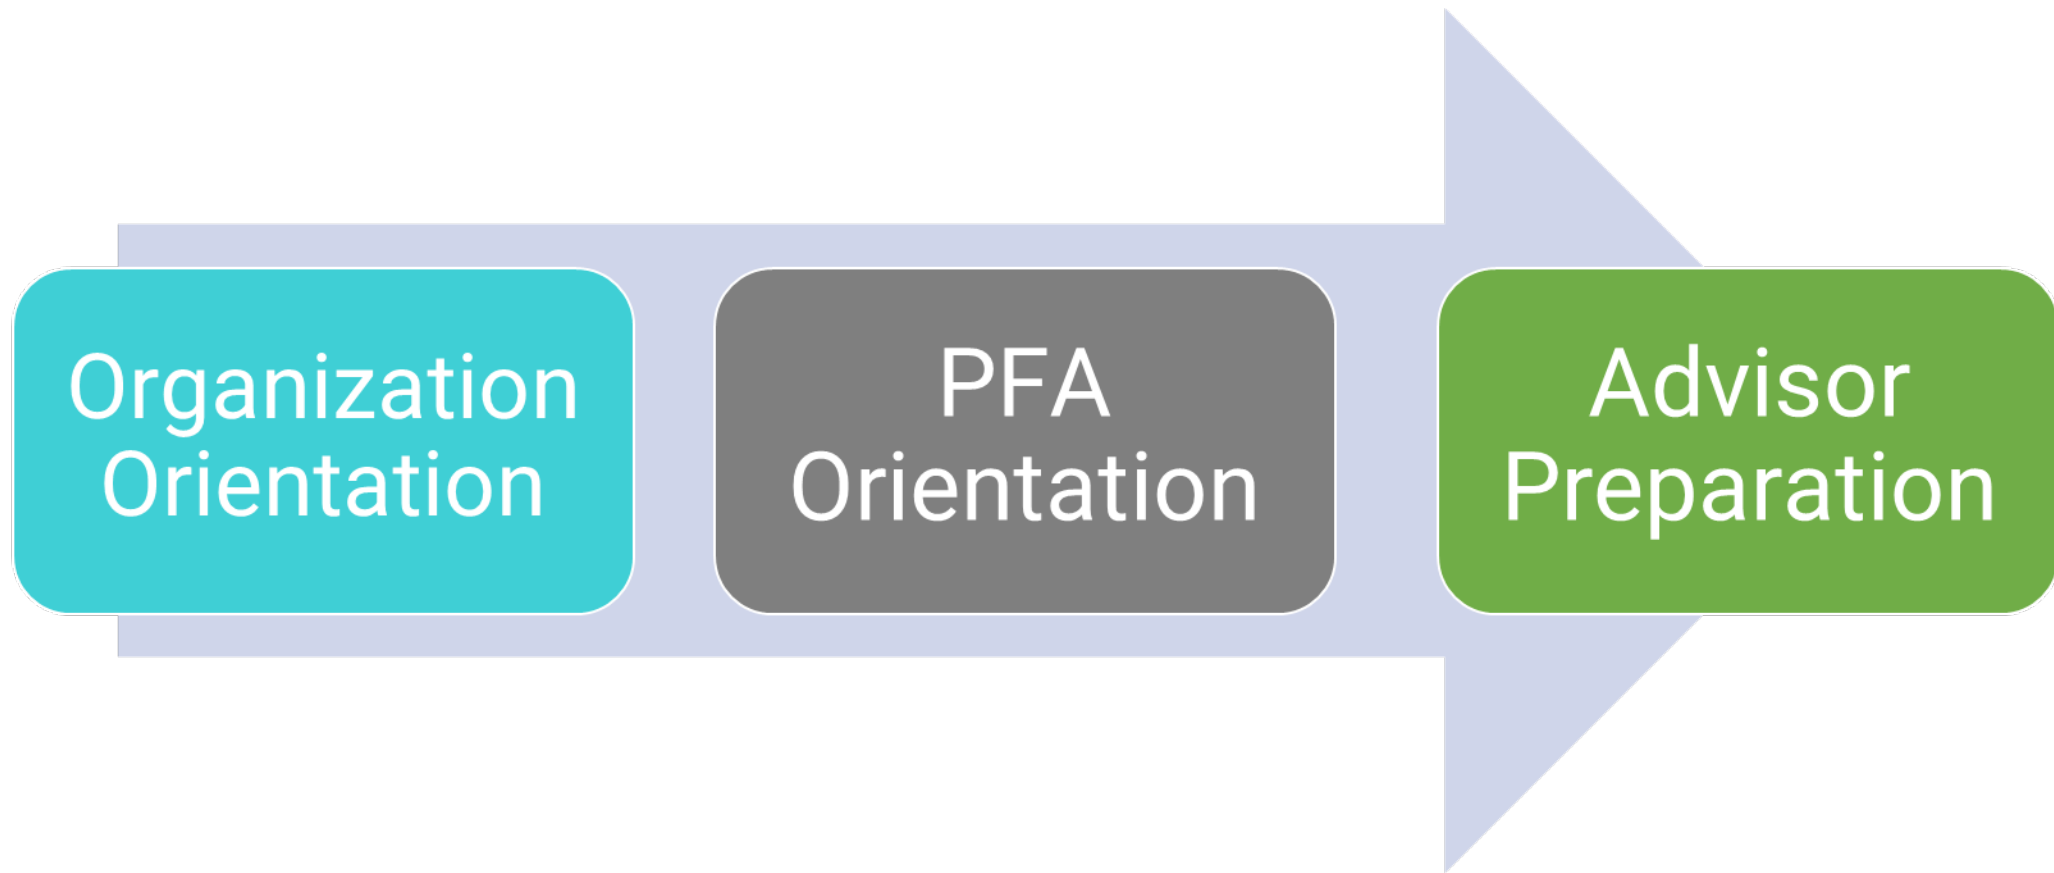 Organization
Orientation
PFA
Orientation
Advisor
Preparation